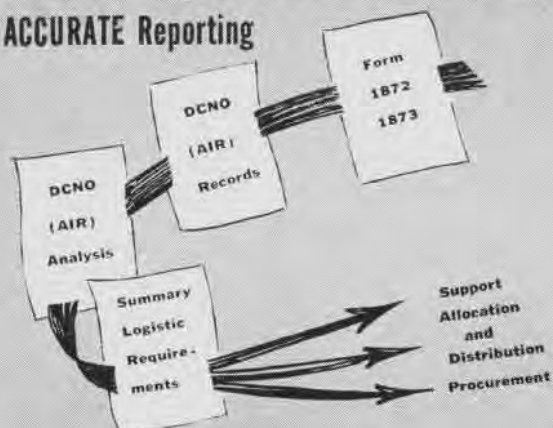 ACCURATE Reporting
Form
1872
1873
DCNO
(AIR)
Records
DCNO
(AIR)
Analysis
Summary
Logistic
Require-
ments
Support
Allocation
and
Distribution
Procurement